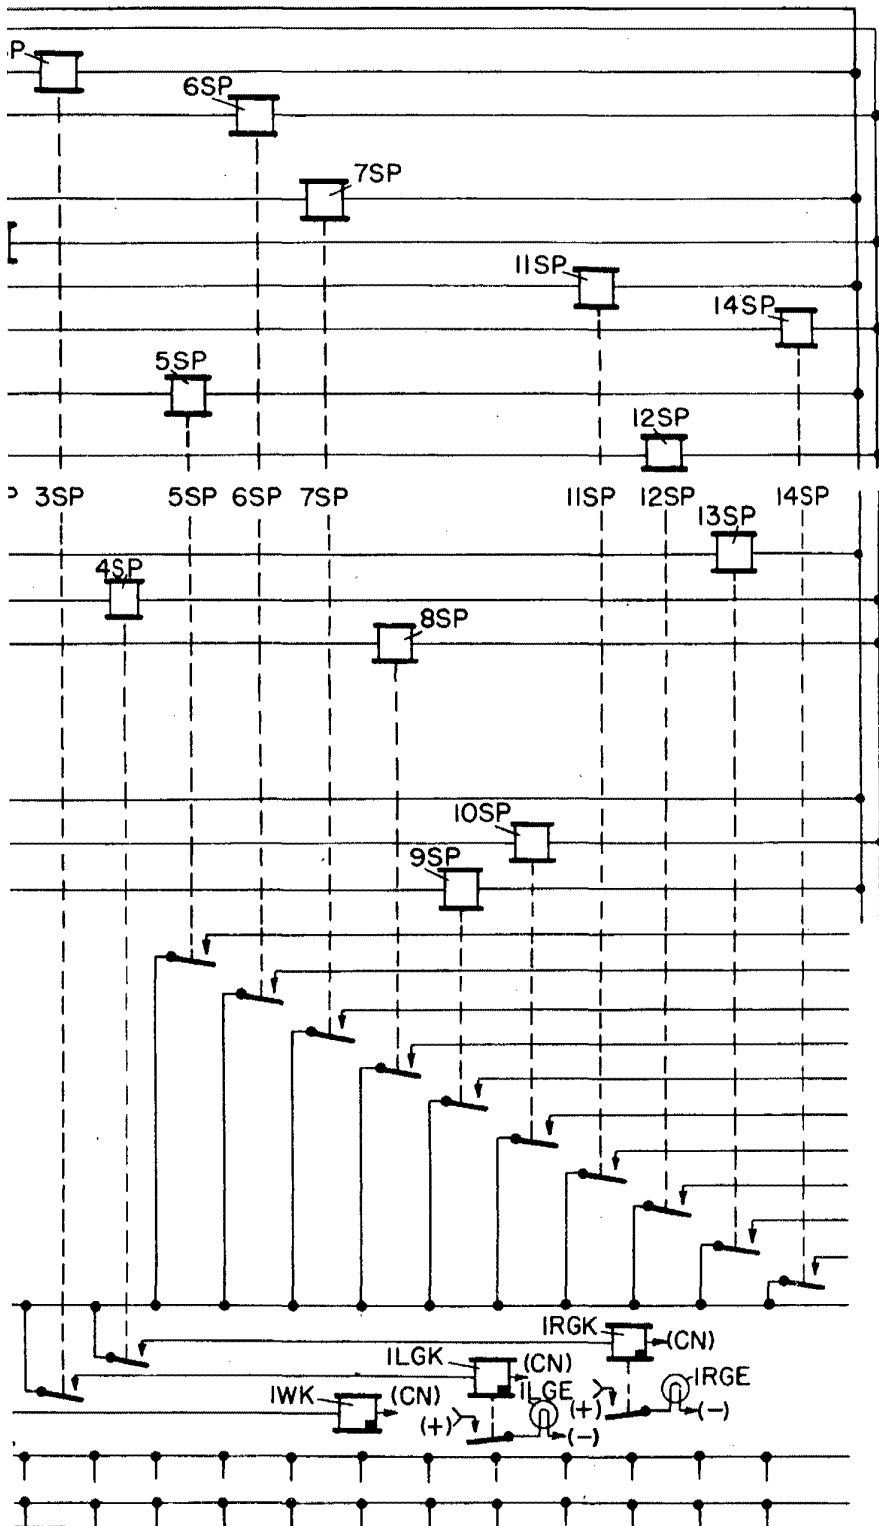 P
6SP
7SP
11SP
14SP
5SP
12SP
P 3SP 5SP 6SP 7SP 11SP 12SP 14SP
13SP
4SP
8SP
10SP
9SP
1RGK (CN)
1LGK (CN)
1RGE
1WK (CN) 1LGE (+) (-)
(+) (-)